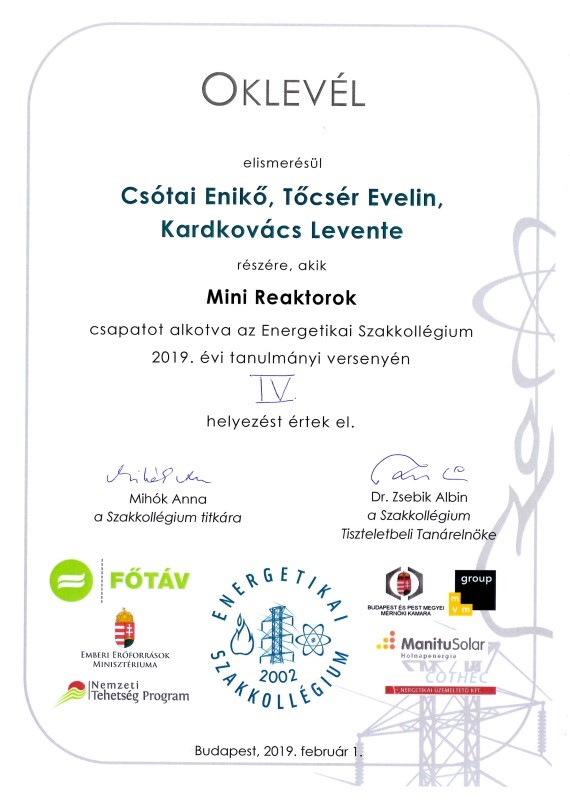 OKLEVÉL
elismerésül
Csótai Enikő, Tőcsér Evelin,
Kardkovács Levente
részére, akik
Mini Reaktorok
csapatot alkotva az Energetikai Szakkollégium
2019. évi tanulmányi versenyén
IV.
helyezést értek el.
Mihók Anna
a Szakkollégium titkára
Dr. Zsebik Albin
a Szakkollégium
Tiszteletbeli Tanárelnöke
FŐTÁV
EMBERI ERŐFORRÁSOK
MINISZTÉRIUMA
Nemzeti
Tehetség Program
ENERGETIKAI
SZAKKOLLÉGIUM
2002
BUDAPEST ÉS PEST MEGYEI
MÉRNÖKI KAMARA
group
mvm
ManituSolar
Holnapenergia
COTHEC
ENERGETIKAI ÜZEMELTETŐ KFT.
Budapest, 2019. február 1.